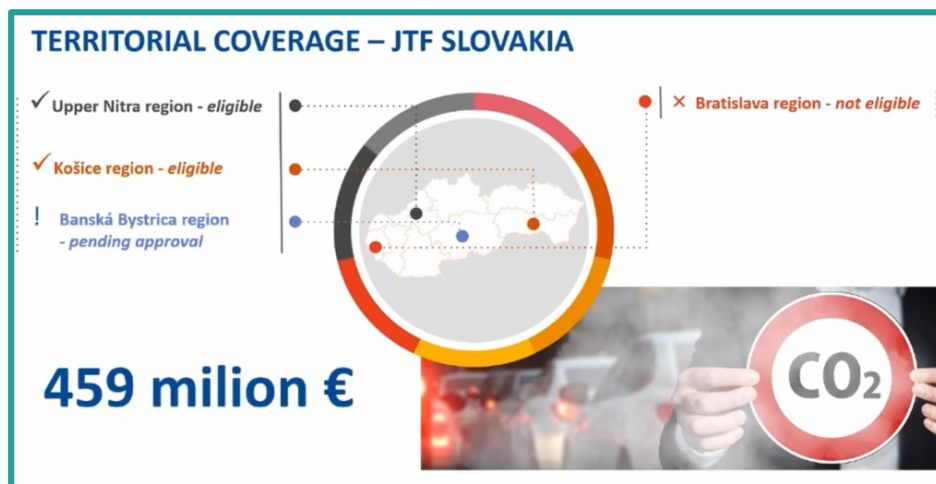 TERRITORIAL COVERAGE – JTF SLOVAKIA
✓ Upper Nitra region - eligible
✓ Košice region - eligible
! Banská Bystrica region
- pending approval
✕ Bratislava region - not eligible
459 milion €
CO₂